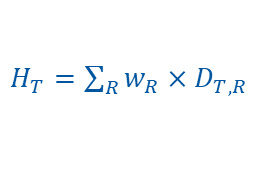 H_T = ∑_R w_R × D_{T,R}